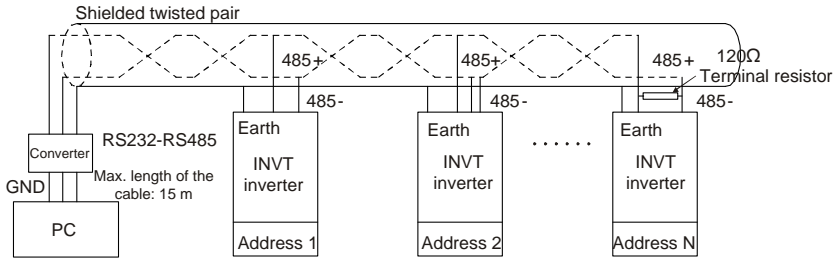 Shielded twisted pair
485+
485+
485+
120Ω
Terminal resistor
485-
485-
485-
Earth
Earth
Earth
RS232-RS485
Converter
INVT
inverter
INVT
inverter
......
INVT
inverter
Max. length of the
cable: 15 m
GND
PC
Address 1
Address 2
Address N